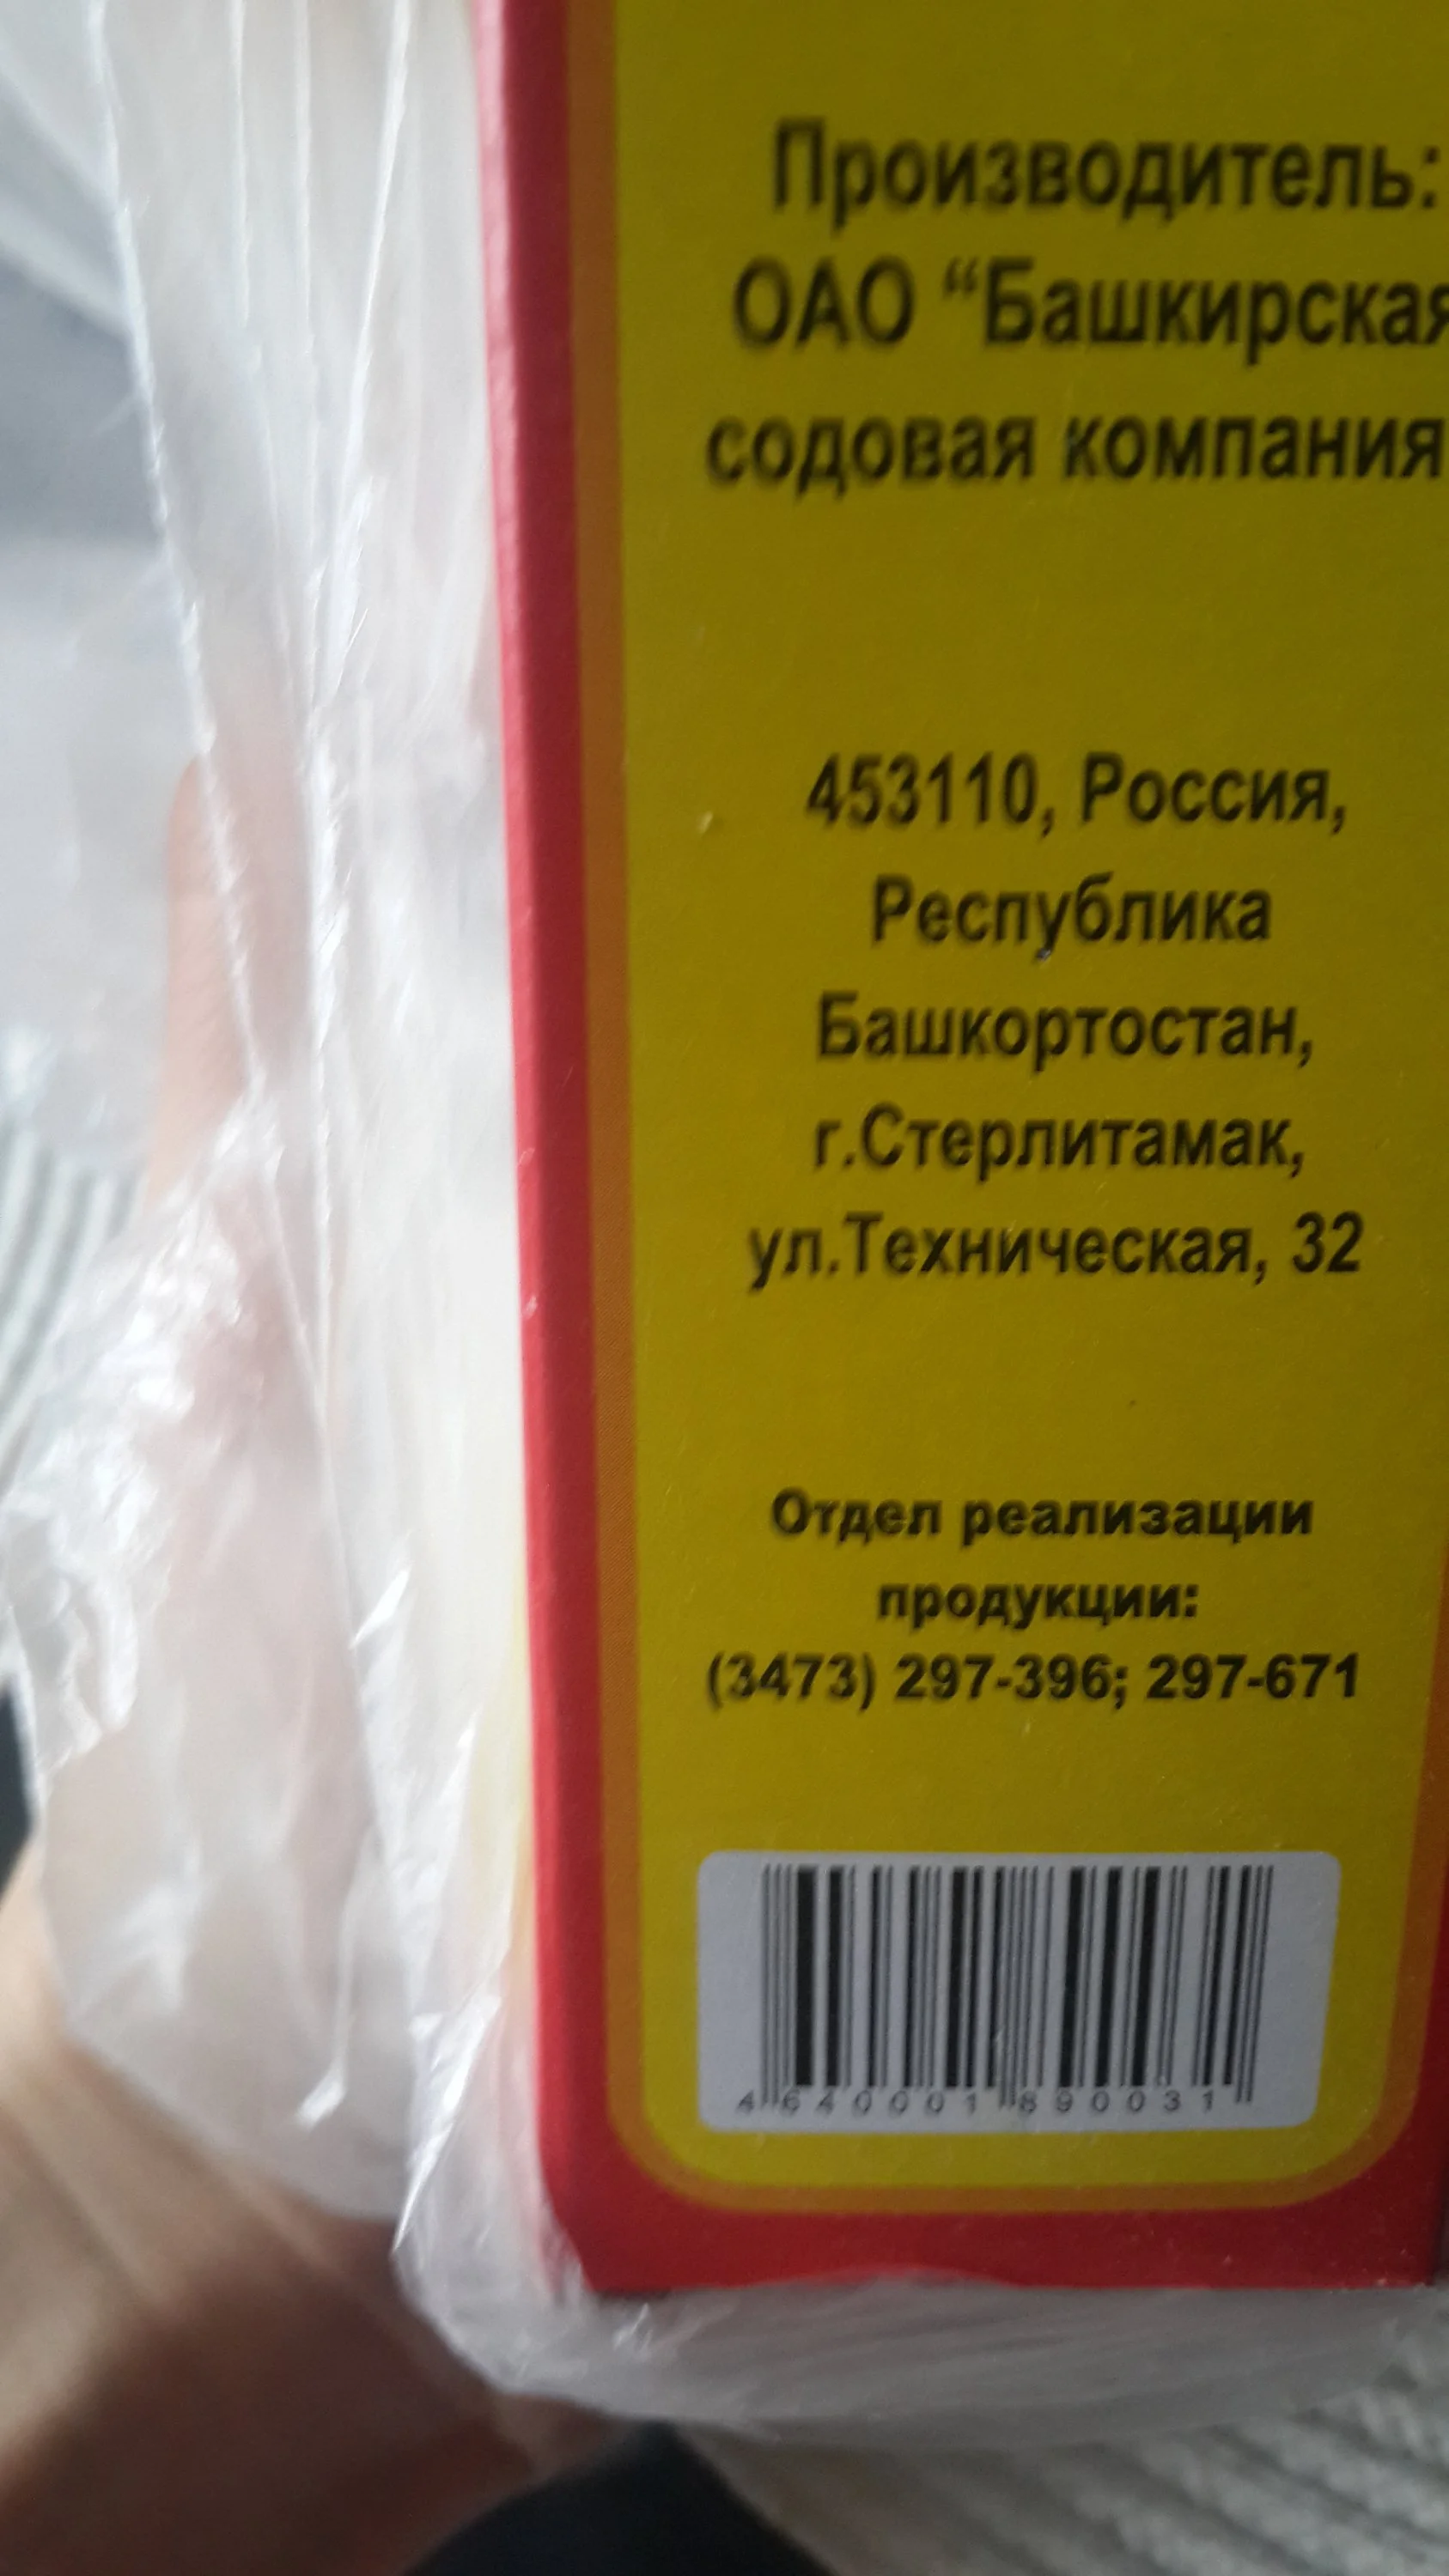 Производитель:
ОАО “Башкирская
содовая компания
453110, Россия,
Республика
Башкортостан,
г.Стерлитамак,
ул.Техническая, 32
Отдел реализации
продукции:
(3473) 297-396; 297-671
4 640001 890031